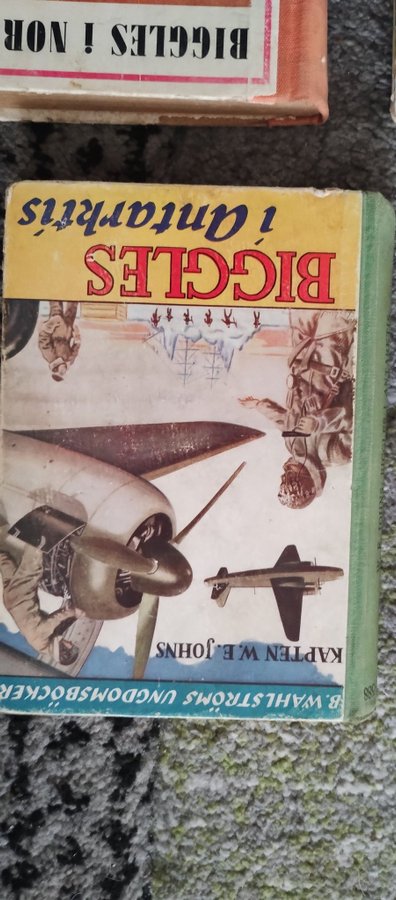 B. WAHLSTRÖMS UNGDOMSBÖCKER
KAPTEN W. E. JOHNS
BIGGLES
i Antarktis
BIGGLES i NOR